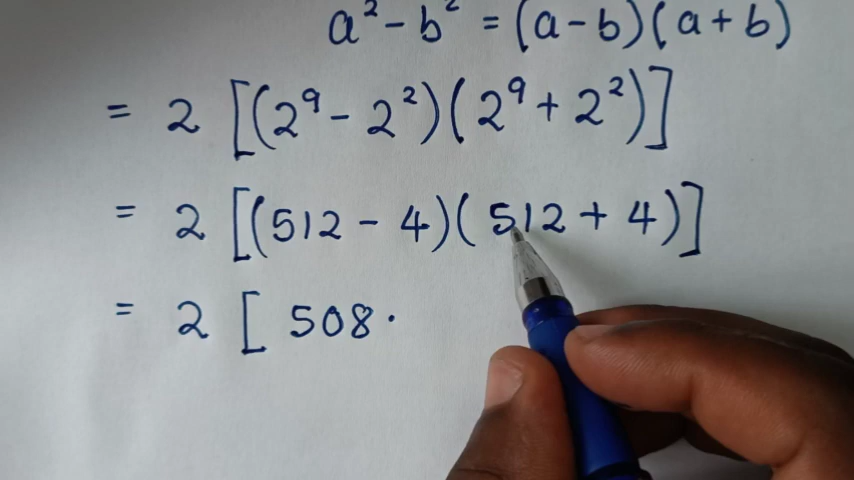 a² - b² = (a - b)(a + b)
= 2 [(2⁹ - 2²)(2⁹ + 2²)]
= 2 [(512 - 4)(512 + 4)]
= 2 [ 508 ·